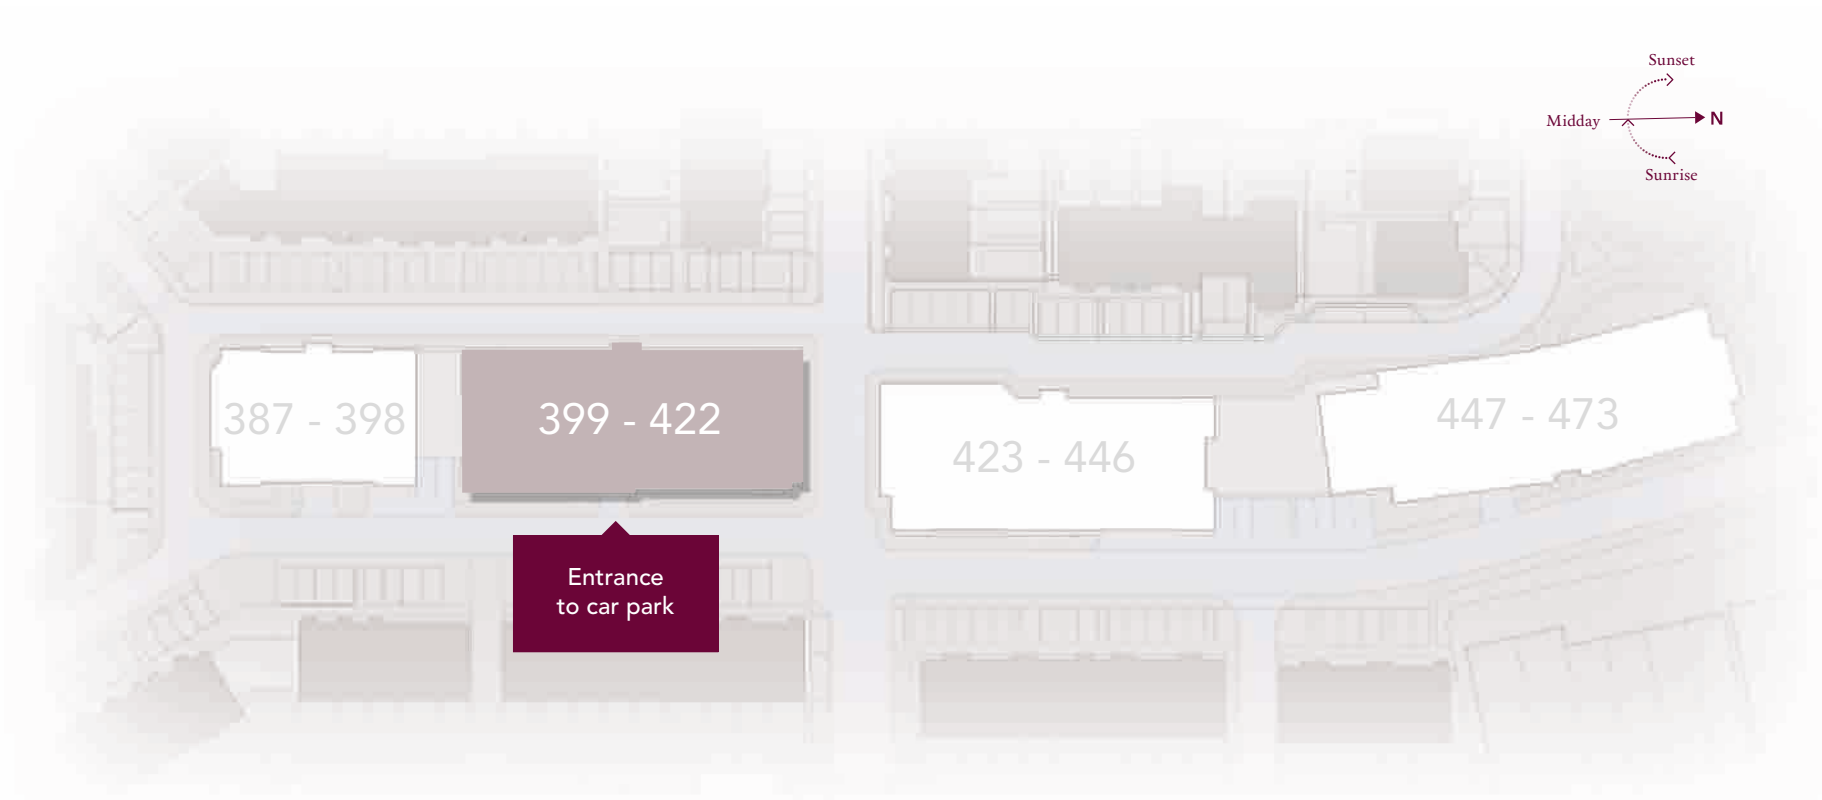 Sunset
Midday
N
Sunrise
387 - 398
399 - 422
423 - 446
447 - 473
Entrance
to car park